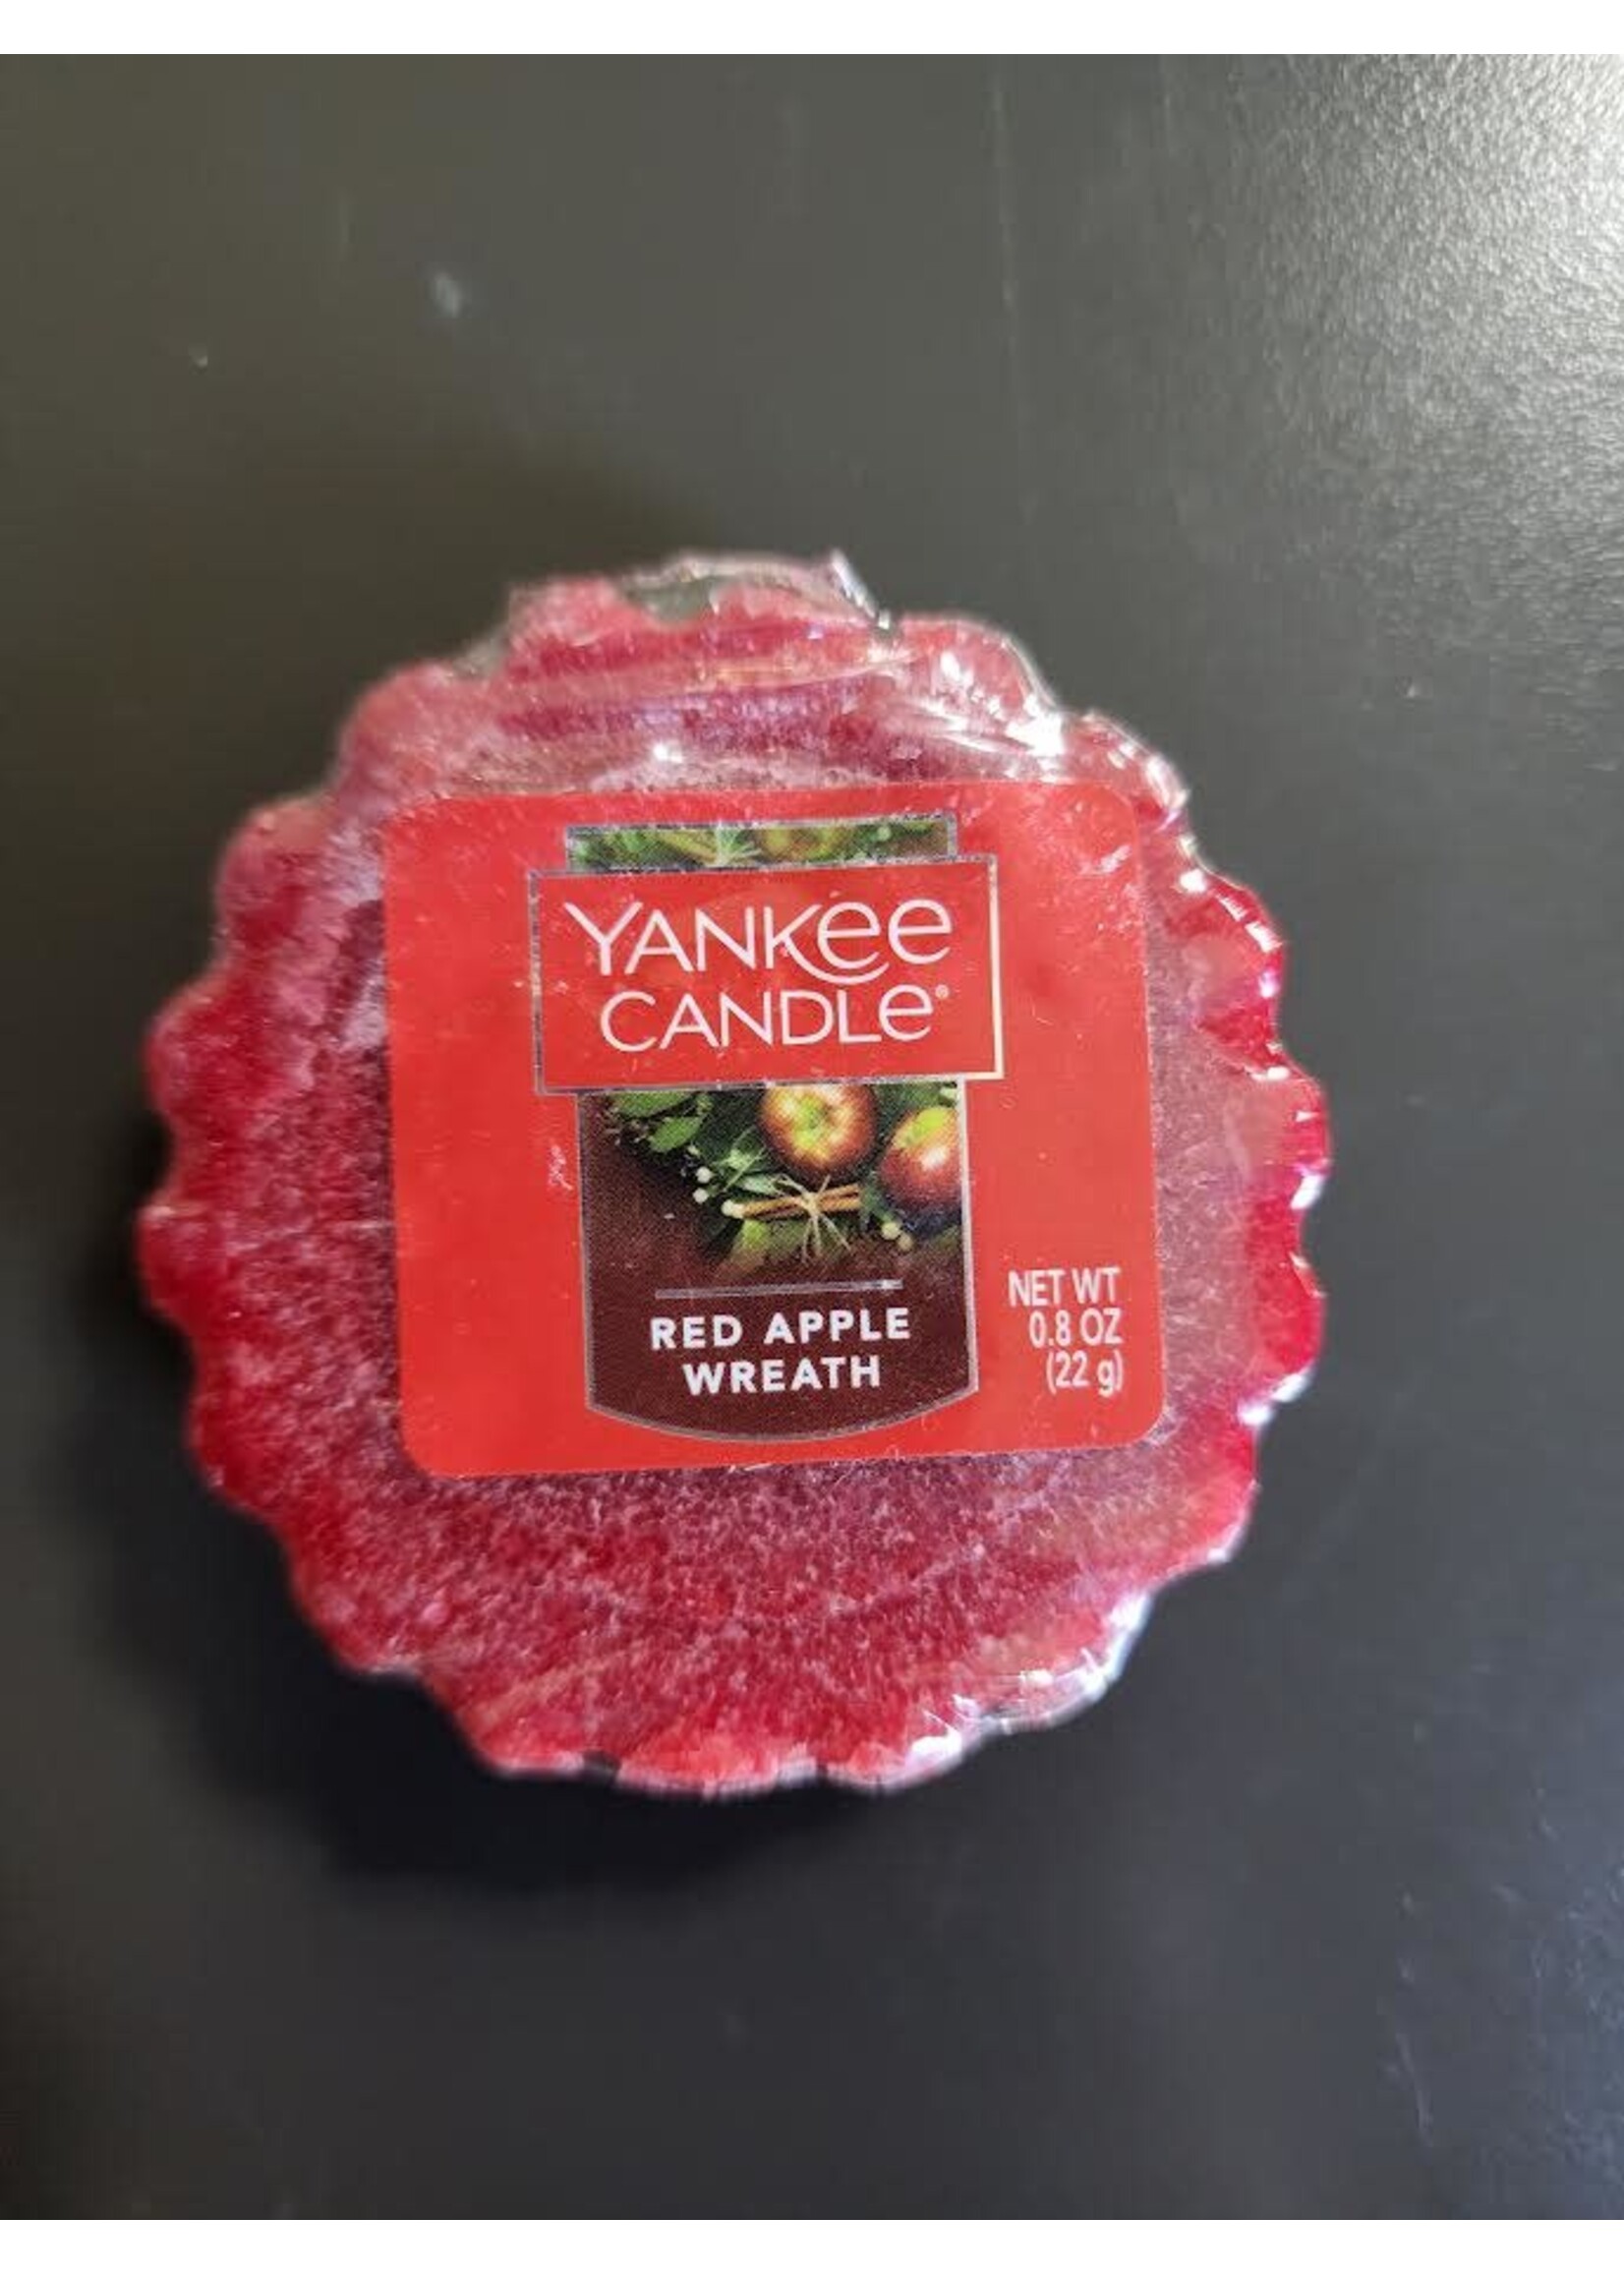 YANKEE
CANDLE®
RED APPLE
WREATH
NET WT
0.8 OZ
(22 g)